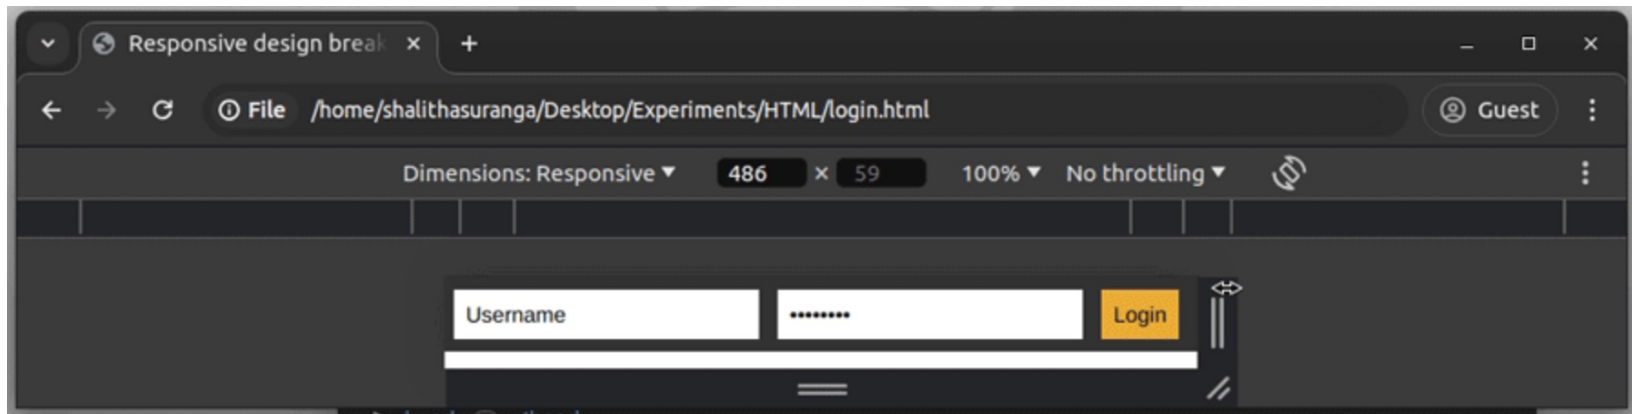 Responsive design break
File /home/shalithasuranga/Desktop/Experiments/HTML/login.html Guest
Dimensions: Responsive 486 × 59 100% No throttling
Username •••••••• Login